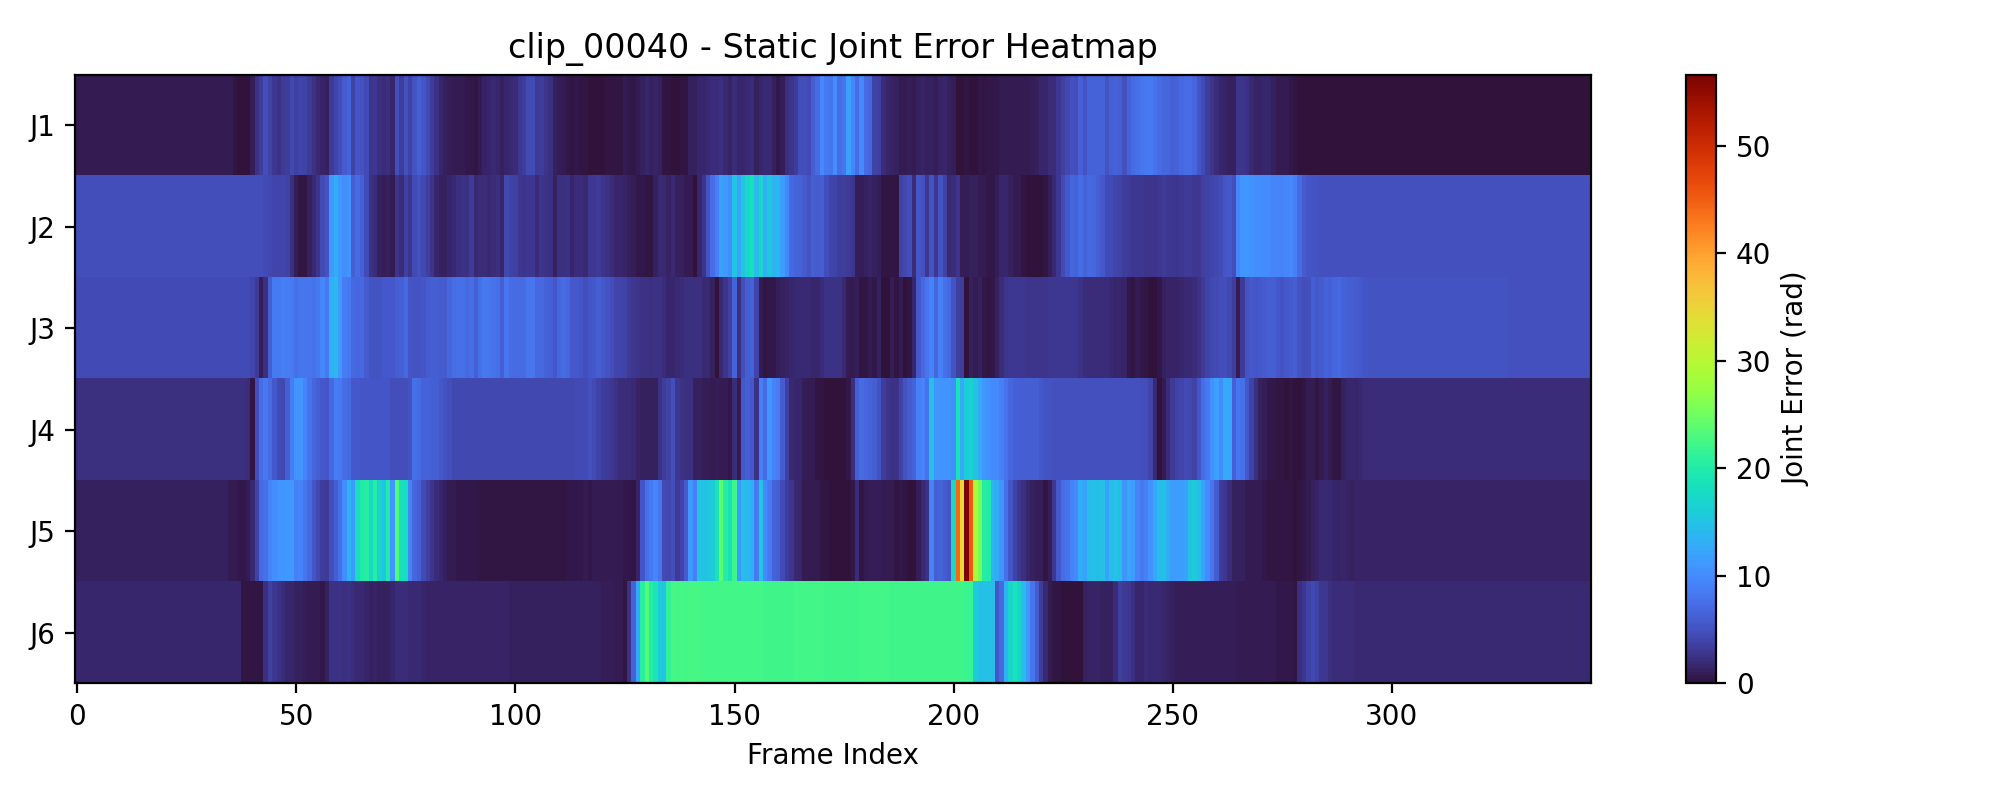 clip_00040 - Static Joint Error Heatmap
J1
J2
J3
J4
J5
J6
0 50 100 150 200 250 300
Frame Index
50
40
30
20
10
0
Joint Error (rad)